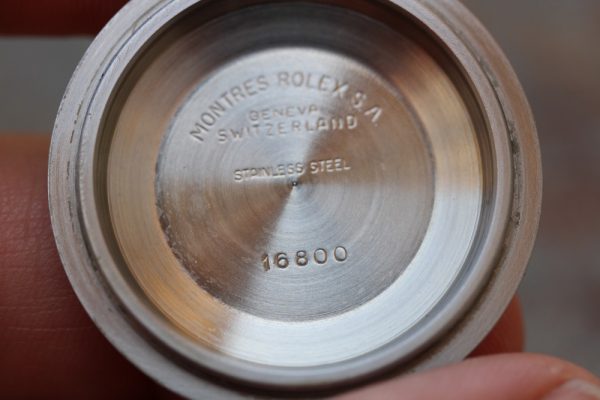 MONTRES ROLEX S.A
GENEVA
SWITZERLAND
STAINLESS STEEL
16800